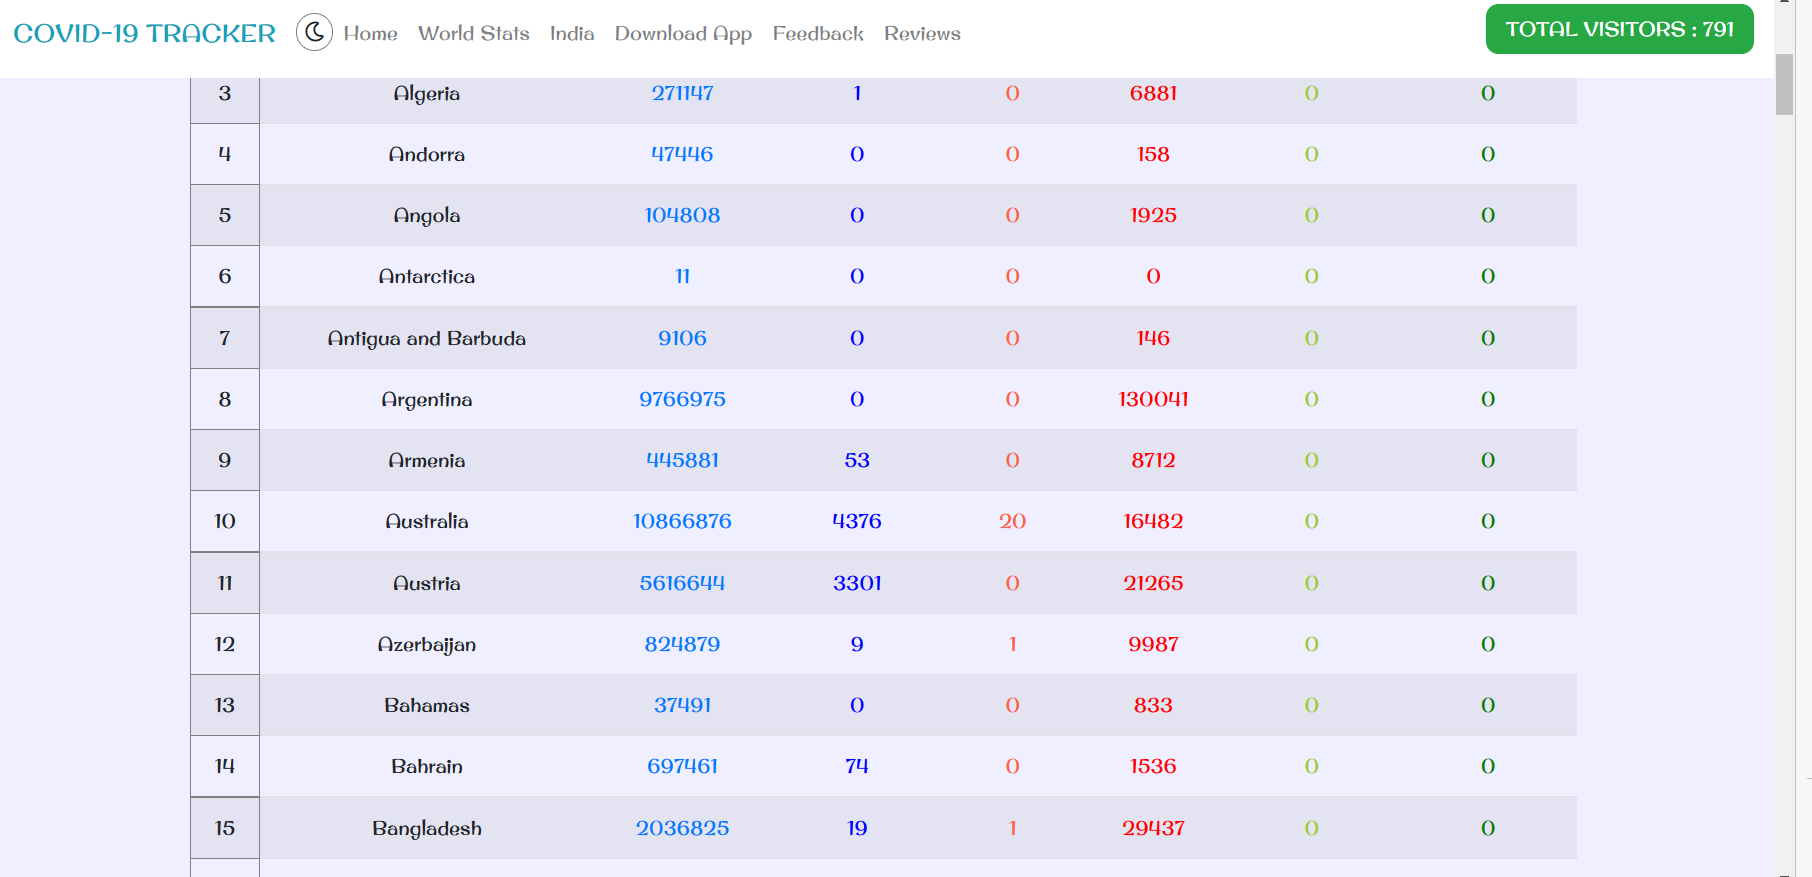 COVID-19 TRACKER Home World Stats India Download App Feedback Reviews TOTAL VISITORS : 791
3 Algeria 271147 1 0 6881 0 0
4 Andorra 47446 0 0 158 0 0
5 Angola 104808 0 0 1925 0 0
6 Antarctica 11 0 0 0 0 0
7 Antigua and Barbuda 9106 0 0 146 0 0
8 Argentina 9766975 0 0 130041 0 0
9 Armenia 445881 53 0 8712 0 0
10 Australia 10866876 4376 20 16482 0 0
11 Austria 5616644 3301 0 21265 0 0
12 Azerbaijan 824879 9 1 9987 0 0
13 Bahamas 37491 0 0 833 0 0
14 Bahrain 697461 74 0 1536 0 0
15 Bangladesh 2036825 19 1 29437 0 0